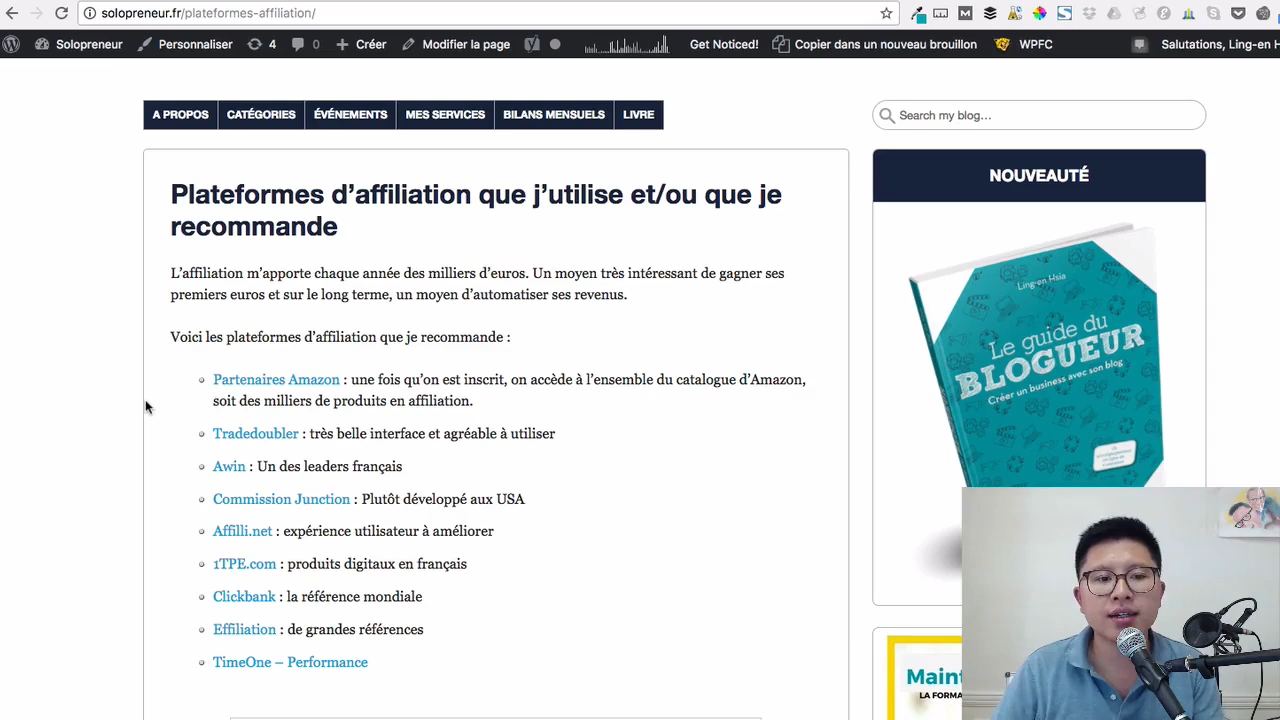 solopreneur.fr/plateformes-affiliation/
Solopreneur
Personnaliser
4
0
Créer
Modifier la page
Get Noticed!
Copier dans un nouveau brouillon
WPFC
Salutations, Ling-en H
A PROPOS
CATÉGORIES
ÉVÉNEMENTS
MES SERVICES
BILANS MENSUELS
LIVRE
Search my blog…
Plateformes d’affiliation que j’utilise et/ou que je
recommande
L’affiliation m’apporte chaque année des milliers d’euros. Un moyen très intéressant de gagner ses
premiers euros et sur le long terme, un moyen d’automatiser ses revenus.
Voici les plateformes d’affiliation que je recommande :
Partenaires Amazon : une fois qu’on est inscrit, on accède à l’ensemble du catalogue d’Amazon,
soit des milliers de produits en affiliation.
Tradedoubler : très belle interface et agréable à utiliser
Awin : Un des leaders français
Commission Junction : Plutôt développé aux USA
Affilli.net : expérience utilisateur à améliorer
1TPE.com : produits digitaux en français
Clickbank : la référence mondiale
Effiliation : de grandes références
TimeOne – Performance
NOUVEAUTÉ
Ling-en Hsia
Le guide du
BLOGUEUR
Créer un business avec son blog
Maint
LA FORMA